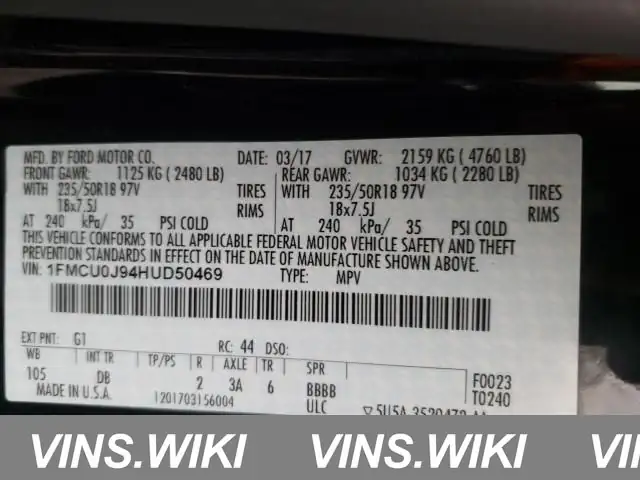 MFD. BY FORD MOTOR CO. DATE: 03/17 GVWR: 2159 KG ( 4760 LB)
FRONT GAWR: 1125 KG ( 2480 LB) REAR GAWR: 1034 KG ( 2280 LB)
WITH 235/50R18 97V TIRES WITH 235/50R18 97V TIRES
18x7.5J RIMS 18x7.5J RIMS
AT 240 kPa/ 35 PSI COLD AT 240 kPa/ 35 PSI COLD
THIS VEHICLE CONFORMS TO ALL APPLICABLE FEDERAL MOTOR VEHICLE SAFETY AND THEFT
PREVENTION STANDARDS IN EFFECT ON THE DATE OF MANUFACTURE SHOWN ABOVE.
VIN: 1FMCU0J94HUD50469 TYPE: MPV
EXT PNT: G1 RC: 44 DSO:
WB INT TR TP/PS R AXLE TR SPR F0023
105 DB 2 3A 6 BBBB T0240
MADE IN U.S.A. 1201703156004 ULC
VINS.WIKI VINS.WIKI VINS.